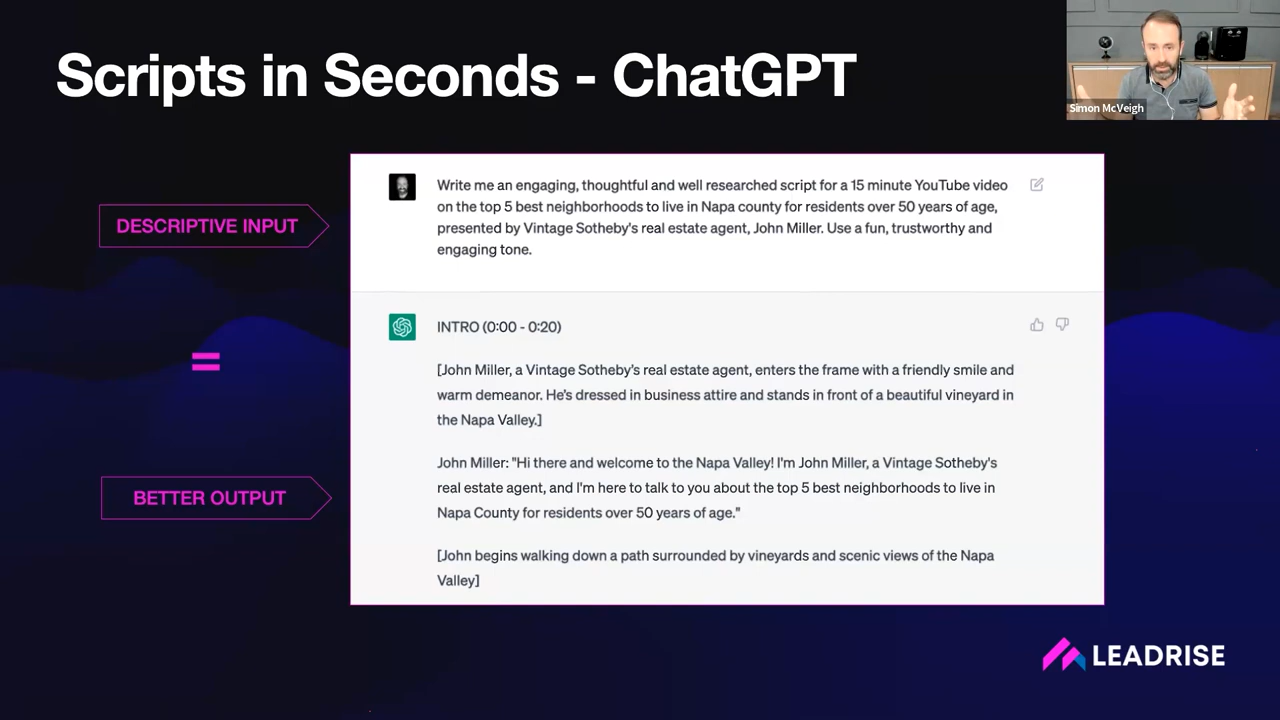 Scripts in Seconds - ChatGPT
Simon McVeigh
DESCRIPTIVE INPUT
Write me an engaging, thoughtful and well researched script for a 15 minute YouTube video
on the top 5 best neighborhoods to live in Napa county for residents over 50 years of age,
presented by Vintage Sotheby's real estate agent, John Miller. Use a fun, trustworthy and
engaging tone.
=
INTRO (0:00 - 0:20)
[John Miller, a Vintage Sotheby's real estate agent, enters the frame with a friendly smile and
warm demeanor. He's dressed in business attire and stands in front of a beautiful vineyard in
the Napa Valley.]
BETTER OUTPUT
John Miller: "Hi there and welcome to the Napa Valley! I'm John Miller, a Vintage Sotheby's
real estate agent, and I'm here to talk to you about the top 5 best neighborhoods to live in
Napa County for residents over 50 years of age."
[John begins walking down a path surrounded by vineyards and scenic views of the Napa
Valley]
LEADRISE